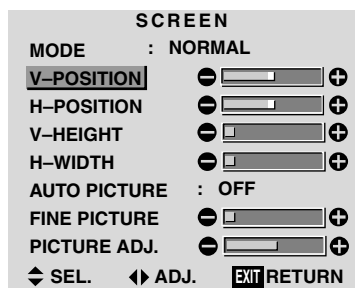 SCREEN
MODE : NORMAL
V–POSITION
H–POSITION
V–HEIGHT
H–WIDTH
AUTO PICTURE : OFF
FINE PICTURE
PICTURE ADJ.
SEL. ADJ. EXIT RETURN